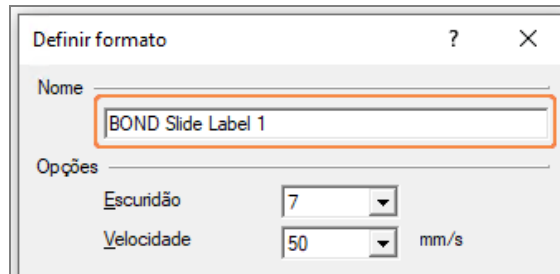 Definir formato ?
Nome
BOND Slide Label 1
Opções
Escuridão 7
Velocidade 50 mm/s